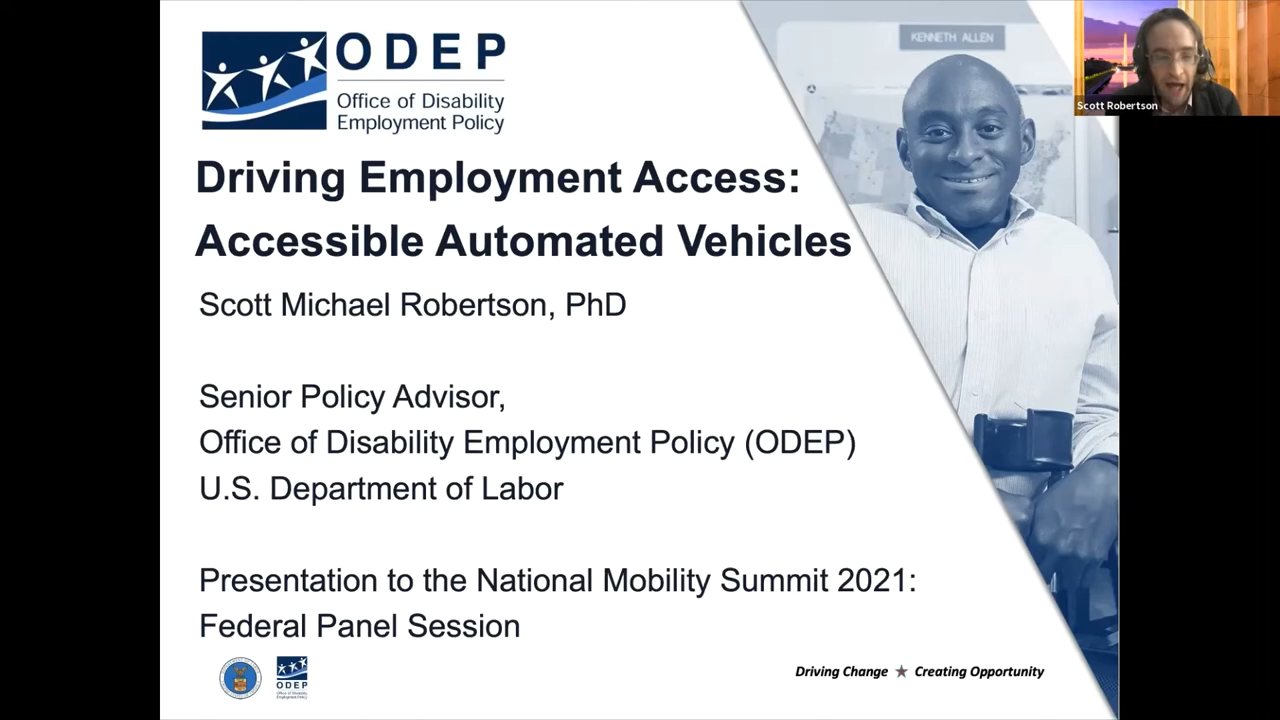 ODEP
Office of Disability
Employment Policy
KENNETH ALLEN
Scott Robertson
Driving Employment Access:
Accessible Automated Vehicles
Scott Michael Robertson, PhD
Senior Policy Advisor,
Office of Disability Employment Policy (ODEP)
U.S. Department of Labor
Presentation to the National Mobility Summit 2021:
Federal Panel Session
ODEP
Driving Change ★ Creating Opportunity